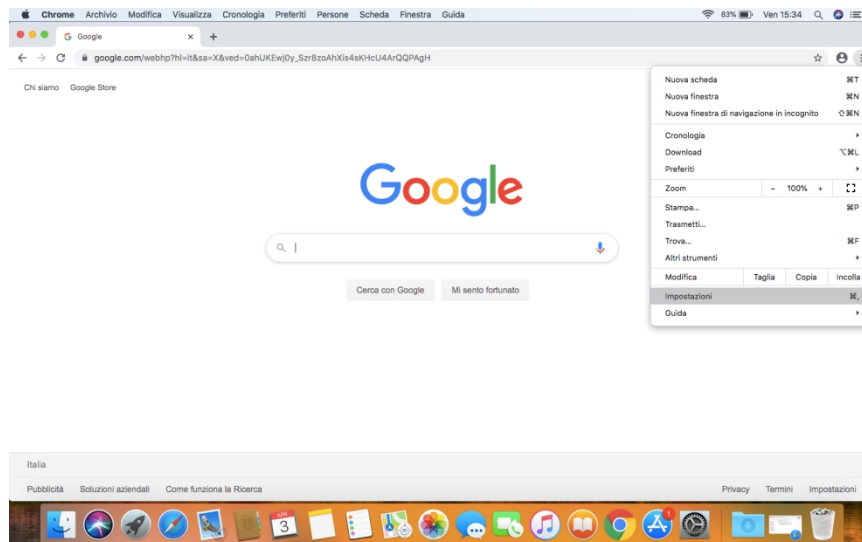 Chrome Archivio Modifica Visualizza Cronologia Preferiti Persone Scheda Finestra Guida 83% Ven 15:34
Google
google.com/webhp?hl=it&sa=X&ved=0ahUKEwj0y_Szr8zoAhXis4sKHcU4ArQQPAgH
Chi siamo Google Store
Nuova scheda ⌘T
Nuova finestra ⌘N
Nuova finestra di navigazione in incognito ⇧⌘N
Cronologia
Download ⌥⌘L
Preferiti
Zoom - 100% +
Stampa... ⌘P
Trasmetti...
Trova... ⌘F
Altri strumenti
Modifica Taglia Copia Incolla
Impostazioni ⌘,
Guida
Google
Cerca con Google Mi sento fortunato
Italia
Pubblicità Soluzioni aziendali Come funziona la Ricerca Privacy Termini Impostazioni
APR
3
1